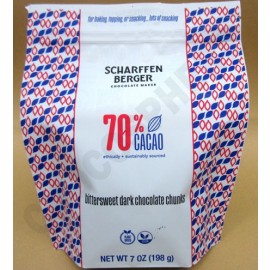 for baking, topping, or snacking... lots of snacking
SCHARFFEN
BERGER
CHOCOLATE MAKER
70%
CACAO
ethically + sustainably sourced
bittersweet dark chocolate chunks
NET WT 7 OZ (198 g)